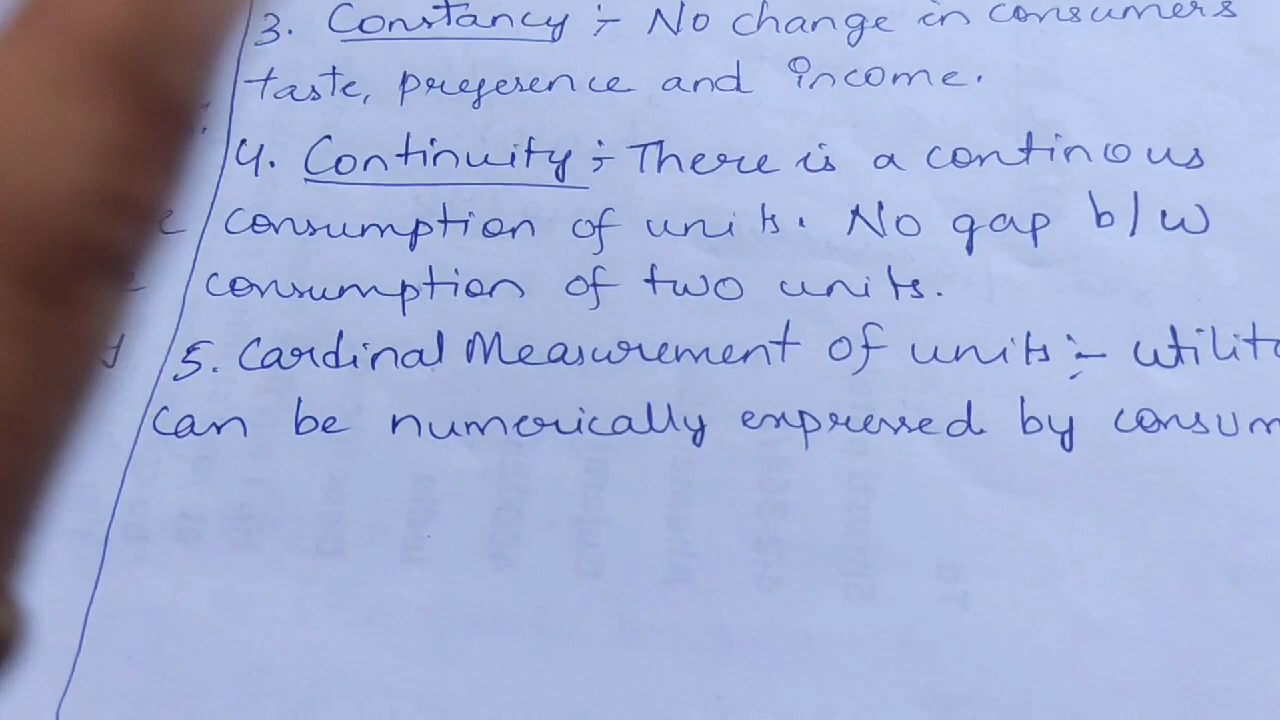 3. Constancy :- No change in consumers
taste, preference and income.
4. Continuity :- There is a continous
consumption of units. No gap b/w
consumption of two units.
5. Cardinal Measurement of units :- utilit
can be numerically expressed by consum